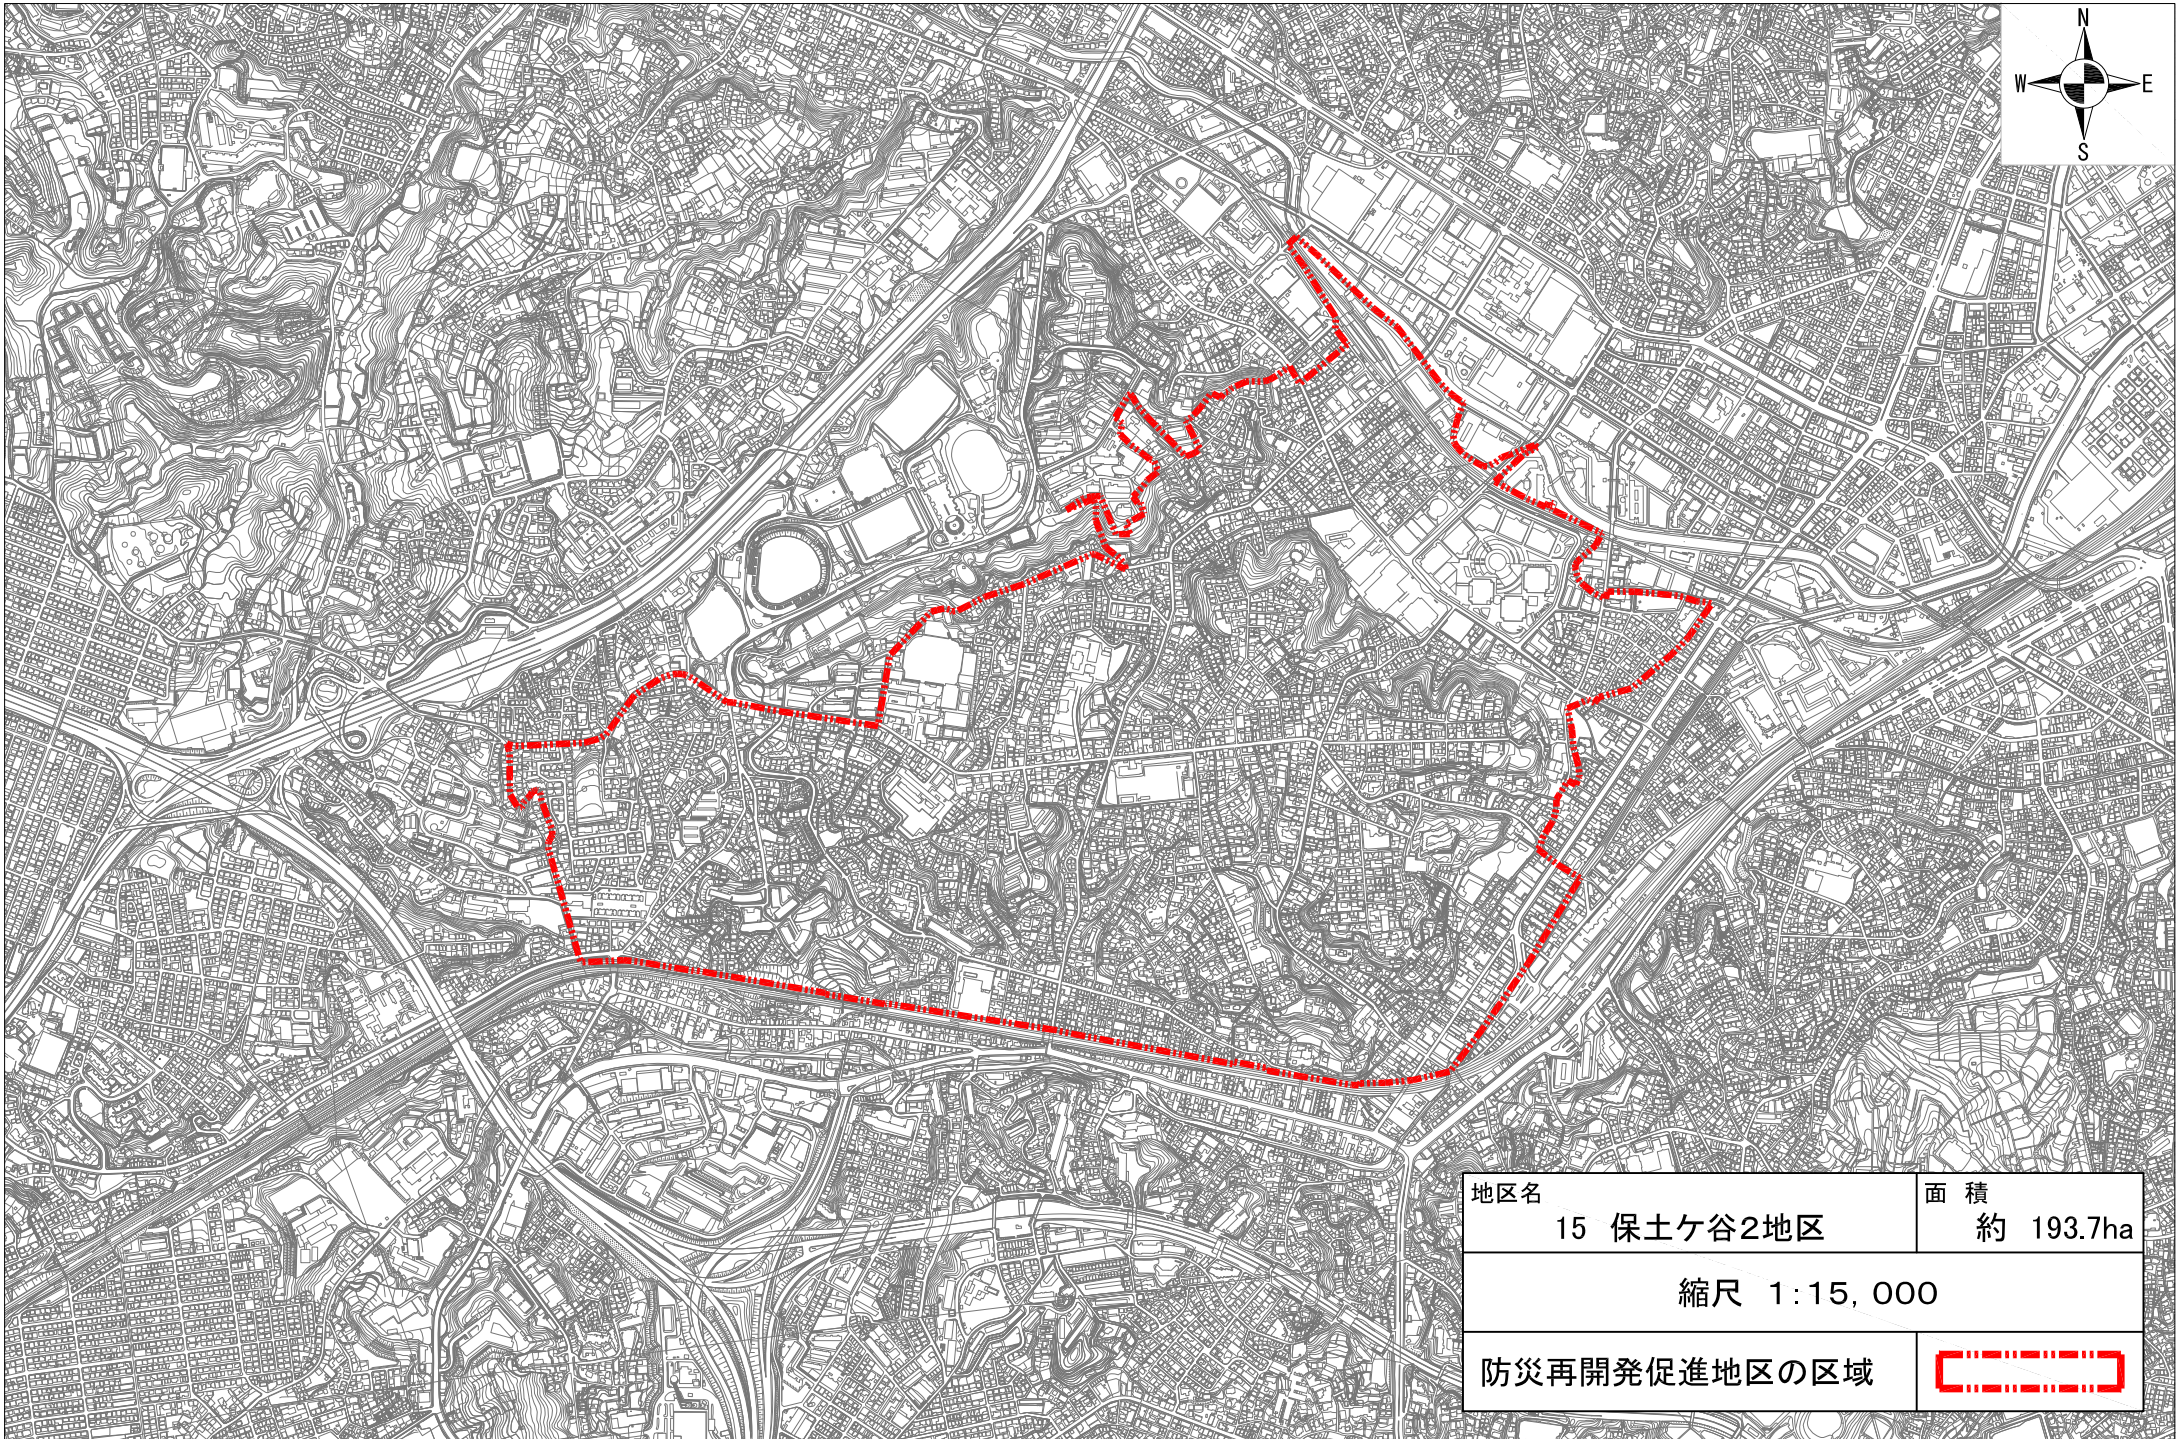 N
W E
S
地区名
15 保土ケ谷2地区
面 積
約 193.7ha
縮尺 1:15,000
防災再開発促進地区の区域